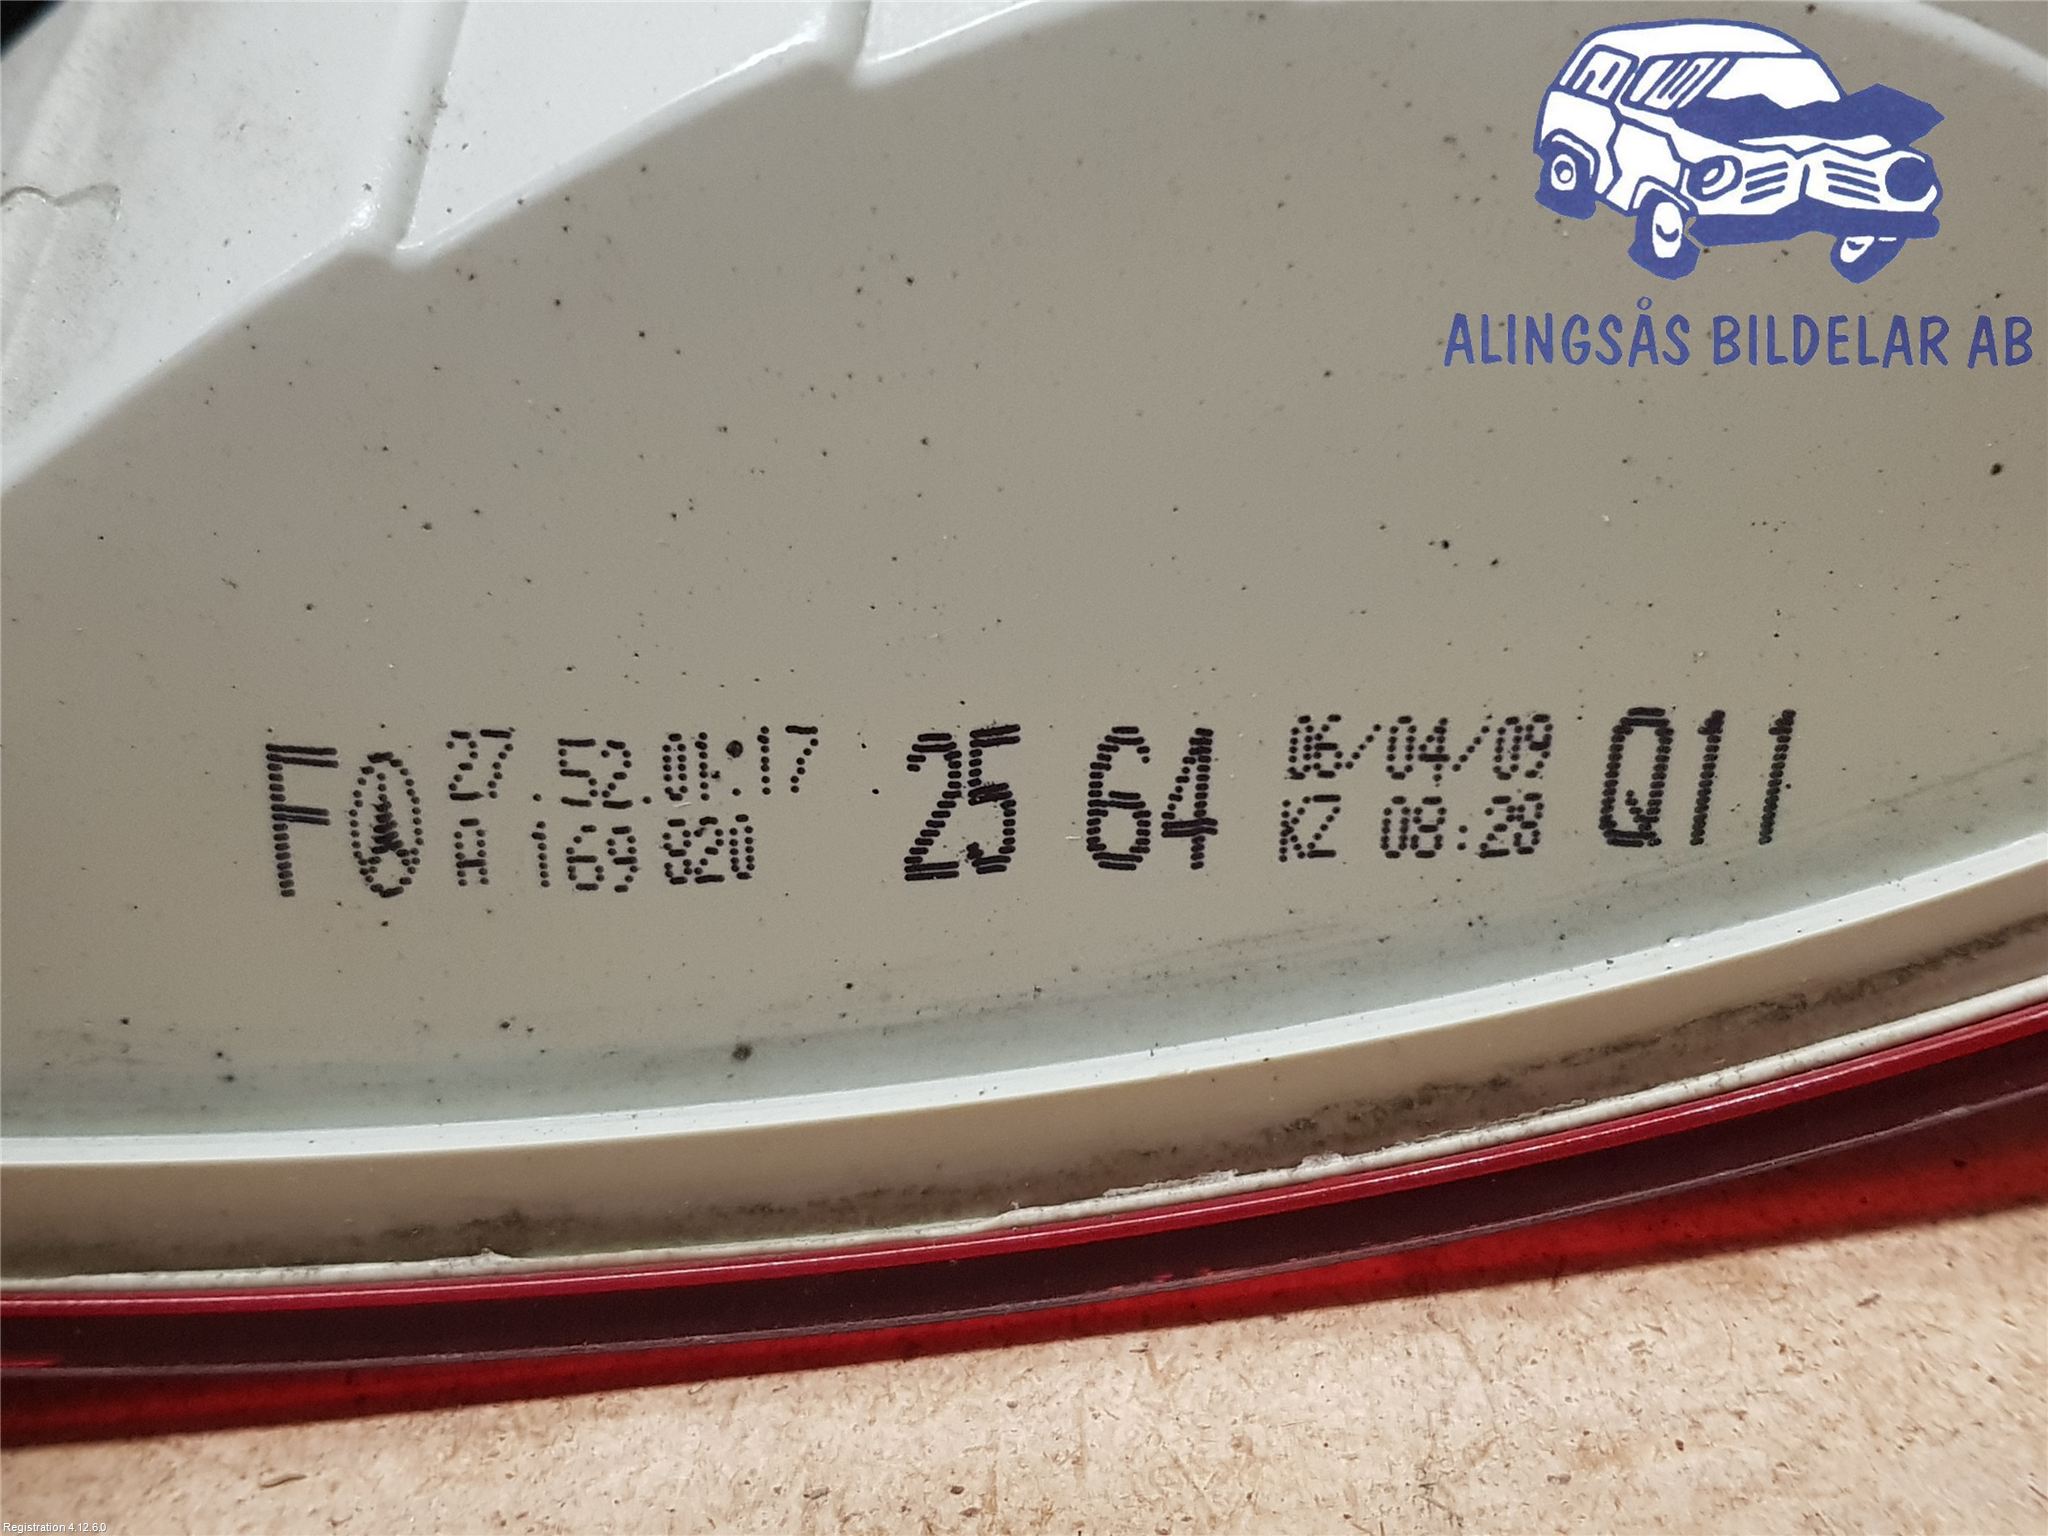 ALINGSÅS BILDELAR AB
F 27.52.01:17 25 64 06/04/09 Q11
A 169 820 K2 08:28
Registration 4.12.6.0